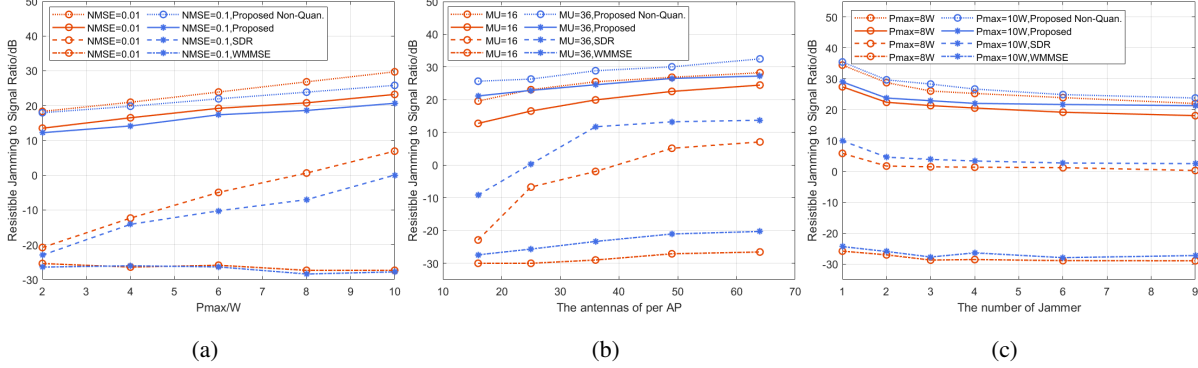 NMSE=0.01 NMSE=0.1,Proposed Non-Quan.
NMSE=0.01 NMSE=0.1,Proposed
NMSE=0.01 NMSE=0.1,SDR
NMSE=0.01 NMSE=0.1,WMMSE
Resistible Jamming to Signal Ratio/dB
50
40
30
20
10
0
-10
-20
-30
2 3 4 5 6 7 8 9 10
Pmax/W
(a)
MU=16 MU=36,Proposed Non-Quan.
MU=16 MU=36,Proposed
MU=16 MU=36,SDR
MU=16 MU=36,WMMSE
Resistible Jamming to Signal Ratio/dB
50
40
30
20
10
0
-10
-20
-30
10 20 30 40 50 60 70
The antennas of per AP
(b)
Pmax=8W Pmax=10W,Proposed Non-Quan.
Pmax=8W Pmax=10W,Proposed
Pmax=8W Pmax=10W,SDR
Pmax=8W Pmax=10W,WMMSE
Resistible Jamming to Signal Ratio/dB
50
40
30
20
10
0
-10
-20
-30
1 2 3 4 5 6 7 8 9
The number of Jammer
(c)